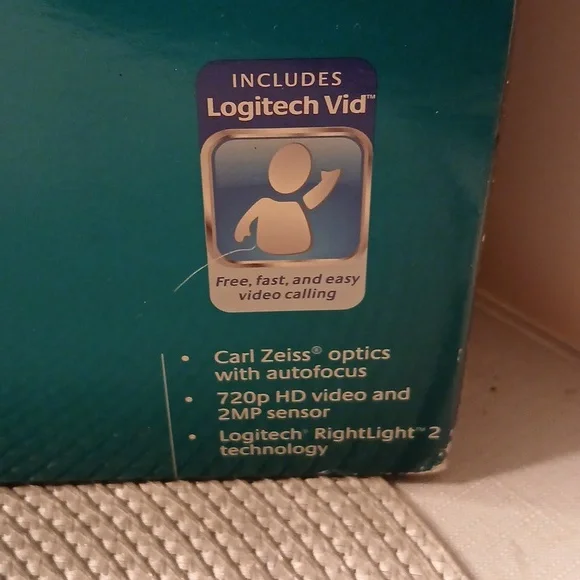 INCLUDES
Logitech Vid™
Free, fast, and easy
video calling
• Carl Zeiss® optics
with autofocus
• 720p HD video and
2MP sensor
• Logitech® RightLight™ 2
technology